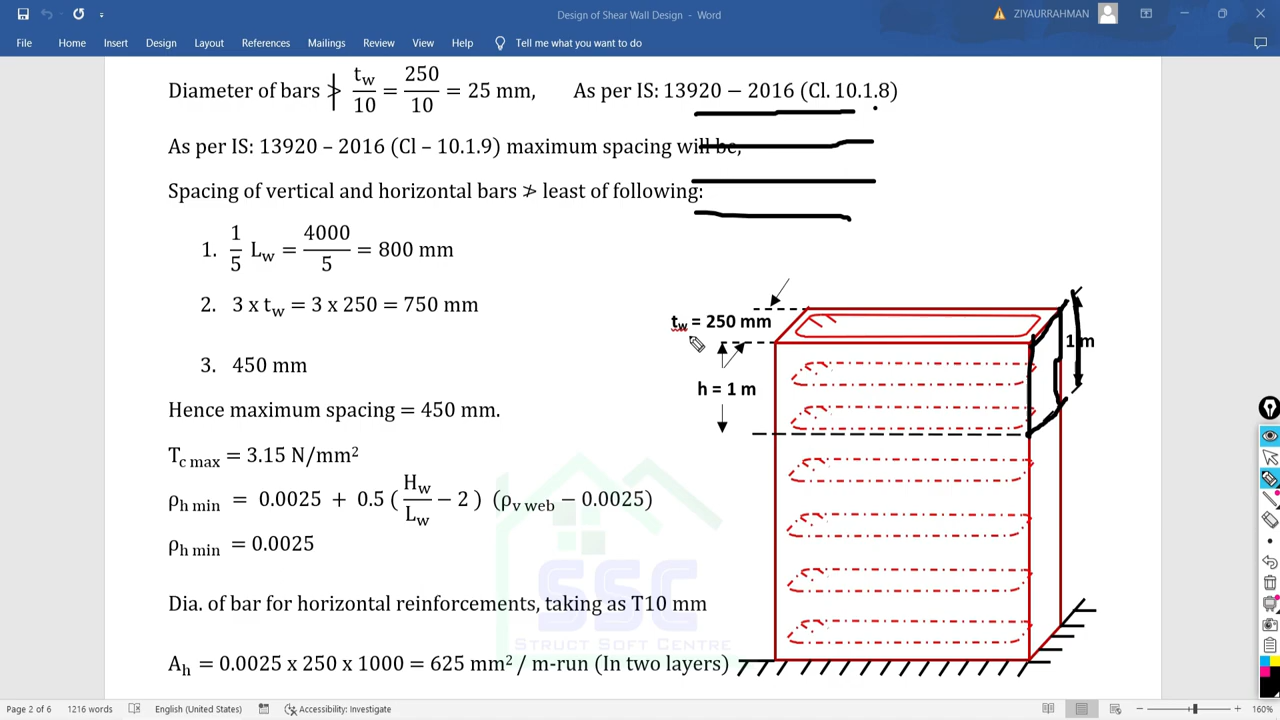 Design of Shear Wall Design - Word
ZIYAURRAHMAN
File Home Insert Design Layout References Mailings Review View Help Tell me what you want to do
Diameter of bars ≯ tw/10 = 250/10 = 25 mm, As per IS: 13920 – 2016 (Cl. 10.1.8)
As per IS: 13920 – 2016 (Cl – 10.1.9) maximum spacing will be,
Spacing of vertical and horizontal bars ≯ least of following:
1. 1/5 Lw = 4000/5 = 800 mm
2. 3 x tw = 3 x 250 = 750 mm
3. 450 mm
Hence maximum spacing = 450 mm.
Tc max = 3.15 N/mm²
ρh min = 0.0025 + 0.5 ( Hw/Lw – 2 ) (ρv web – 0.0025)
ρh min = 0.0025
Dia. of bar for horizontal reinforcements, taking as T10 mm
Ah = 0.0025 x 250 x 1000 = 625 mm² / m-run (In two layers)
tw = 250 mm
h = 1 m
1 m
SSC
STRUCT SOFT CENTRE
Page 2 of 6 1216 words English (United States) Accessibility: Investigate 160%